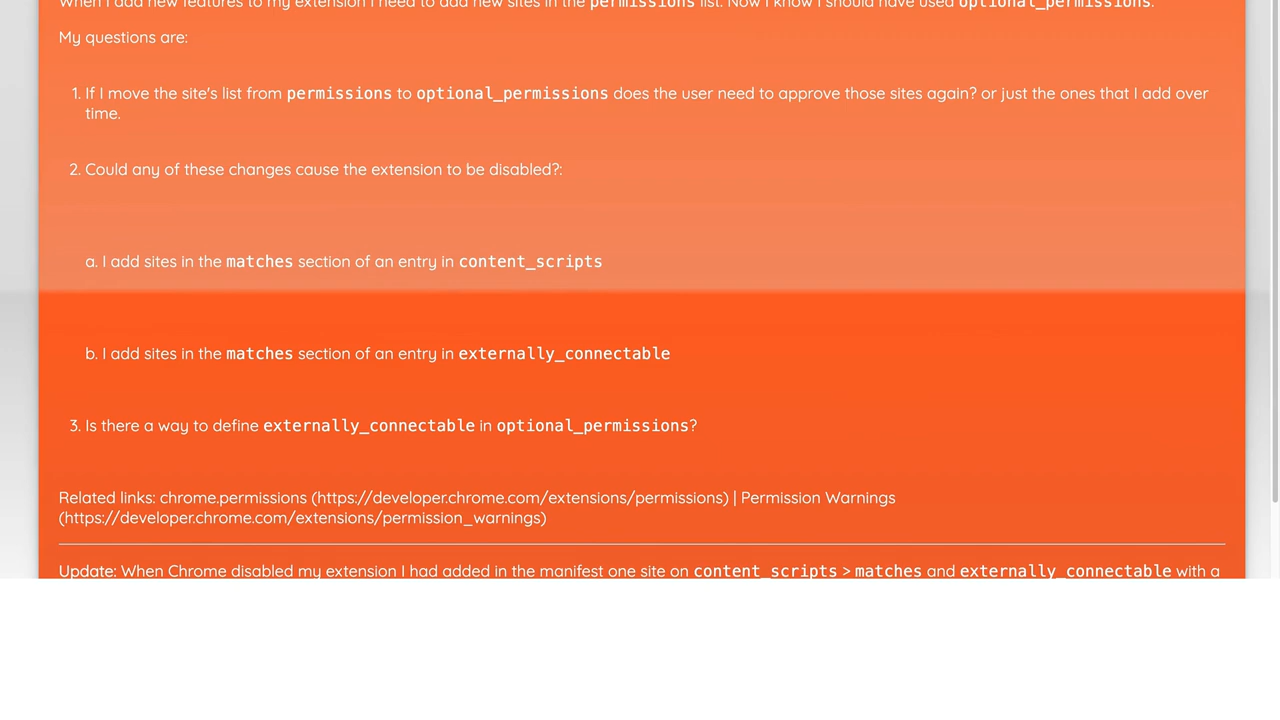 When I add new features to my extension I need to add new sites in the permissions list. Now I know I should have used optional_permissions.
My questions are:
1. If I move the site's list from permissions to optional_permissions does the user need to approve those sites again? or just the ones that I add over
time.
2. Could any of these changes cause the extension to be disabled?:
a. I add sites in the matches section of an entry in content_scripts
b. I add sites in the matches section of an entry in externally_connectable
3. Is there a way to define externally_connectable in optional_permissions?
Related links: chrome.permissions (https://developer.chrome.com/extensions/permissions) | Permission Warnings
(https://developer.chrome.com/extensions/permission_warnings)
Update: When Chrome disabled my extension I had added in the manifest one site on content_scripts > matches and externally_connectable with a